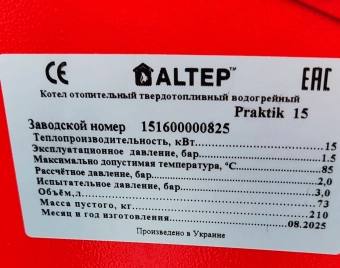 CE ALTEP™ EAC
Котел отопительный твердотопливный водогрейный
Praktik 15
Заводской номер 151600000825
Теплопроизводительность, кВт 15
Эксплуатационное давление, бар 1.5
Максимально допустимая температура, °С 85
Рассчётное давление, бар 2,0
Испытательное давление, бар 3,0
Объём, л 73
Масса пустого, кг 210
Месяц и год изготовления 08.2025
Произведено в Украине